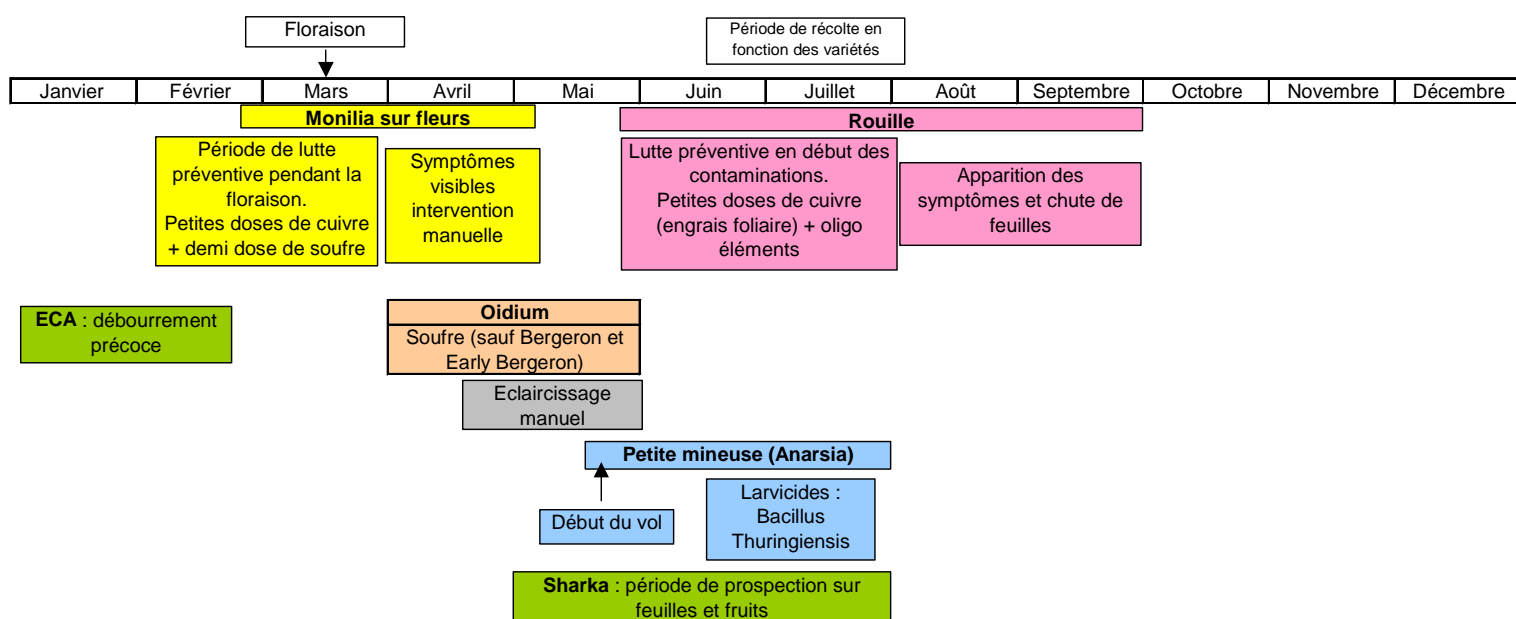 Floraison
Période de récolte en
fonction des variétés
Janvier Février Mars Avril Mai Juin Juillet Août Septembre Octobre Novembre Décembre
Monilia sur fleurs
Rouille
Période de lutte
préventive pendant la
floraison.
Petites doses de cuivre
+ demi dose de soufre
Symptômes
visibles
intervention
manuelle
Lutte préventive en début des
contaminations.
Petites doses de cuivre
(engrais foliaire) + oligo
éléments
Apparition des
symptômes et chute de
feuilles
ECA : débourrement
précoce
Oidium
Soufre (sauf Bergeron et
Early Bergeron)
Eclaircissage
manuel
Petite mineuse (Anarsia)
Début du vol
Larvicides :
Bacillus
Thuringiensis
Sharka : période de prospection sur
feuilles et fruits